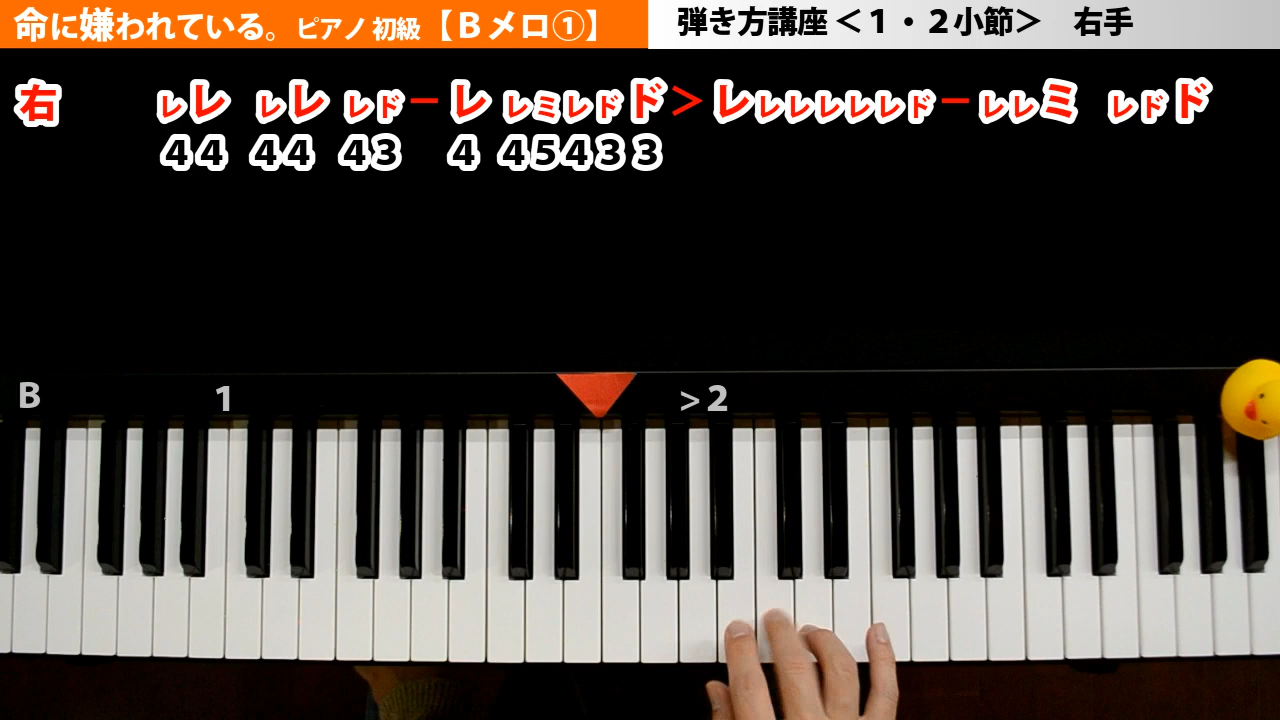 命に嫌われている。 ピアノ 初級 【Bメロ①】 弾き方講座 ＜１・２小節＞ 右手
右 レレ レレ レドーレ レミレドド＞レレレレレレドーレレミ レドド
44 44 43 4 45433
B 1 >2